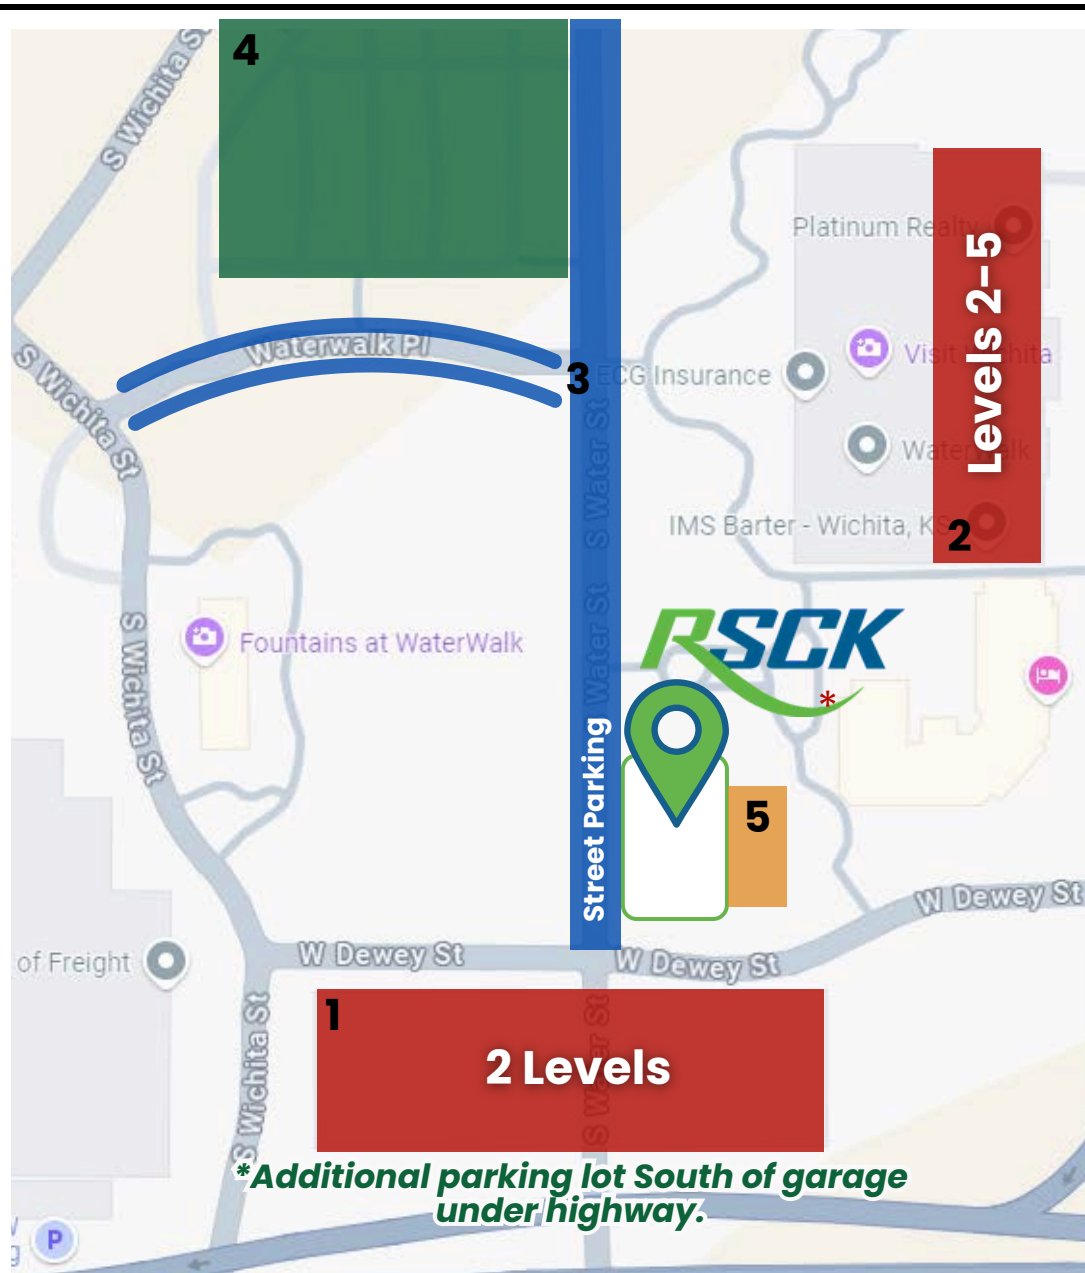 S Wichita St
4
Platinum Realty
Levels 2-5
Waterwalk Pl
S Wichita St
3
ECG Insurance
Visit Wichita
S Water St
Waterwalk
IMS Barter - Wichita, KS
2
Water St
RSCK
*
Fountains at WaterWalk
S Wichita St
Street Parking
5
W Dewey St
of Freight
W Dewey St
W Dewey St
1
2 Levels
S Wichita St
S Water St
*Additional parking lot South of garage
under highway.
P